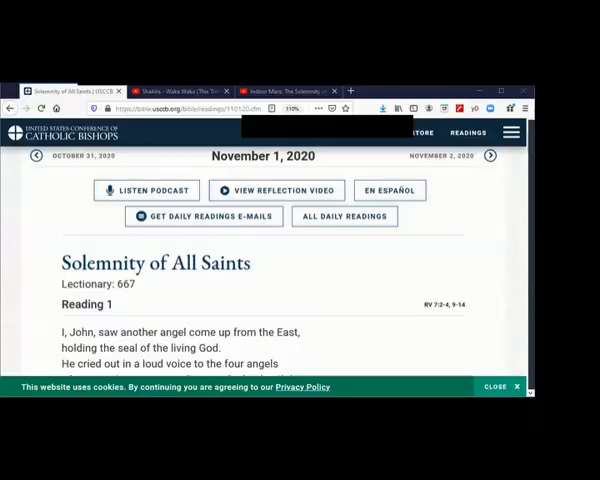 Solemnity of All Saints | USCCB
Shakira - Waka Waka (This Tim
Indoor Mass: The Solemnity o
https://bible.usccb.org/bible/readings/110120.cfm
110%
UNITED STATES CONFERENCE OF
CATHOLIC BISHOPS
STORE
READINGS
OCTOBER 31, 2020
November 1, 2020
NOVEMBER 2, 2020
LISTEN PODCAST
VIEW REFLECTION VIDEO
EN ESPAÑOL
GET DAILY READINGS E-MAILS
ALL DAILY READINGS
Solemnity of All Saints
Lectionary: 667
Reading 1
RV 7:2-4, 9-14
I, John, saw another angel come up from the East,
holding the seal of the living God.
He cried out in a loud voice to the four angels
This website uses cookies. By continuing you are agreeing to our Privacy Policy
CLOSE X